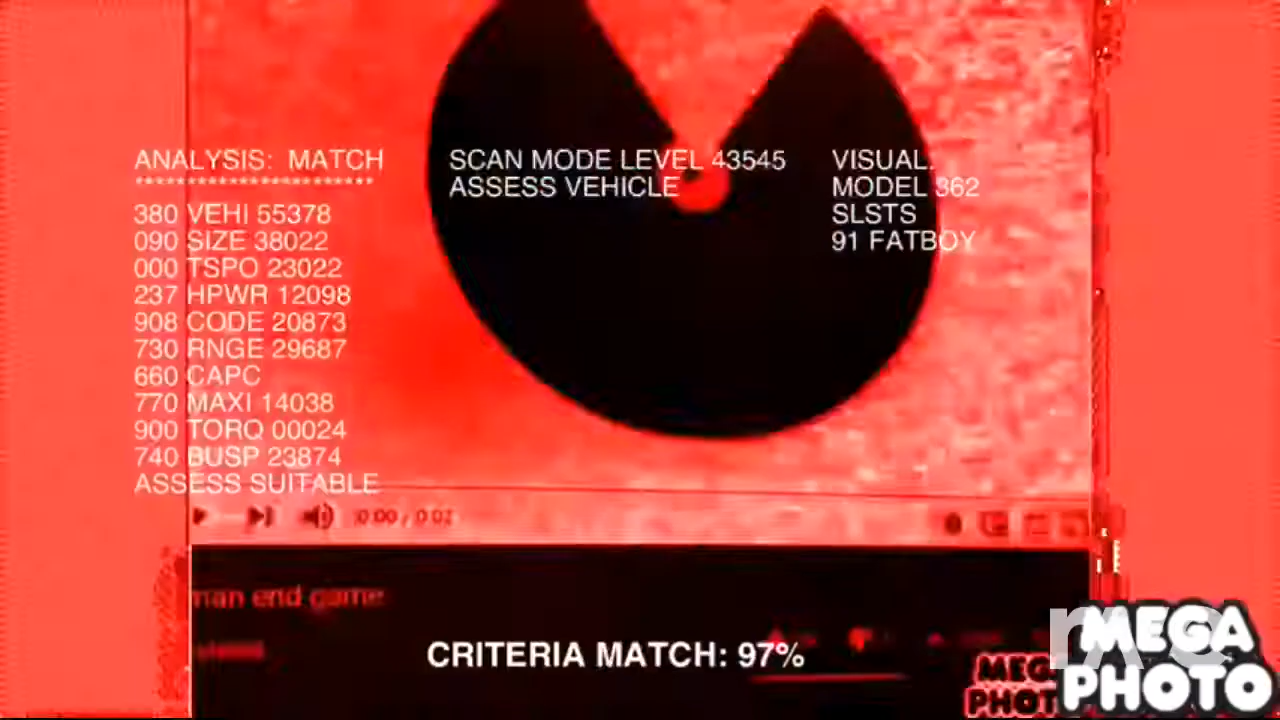 ANALYSIS: MATCH
********************
380 VEHI 55378
090 SIZE 38022
000 TSPO 23022
237 HPWR 12098
908 CODE 20873
730 RNGE 29687
660 CAPC
770 MAXI 14038
900 TORQ 00024
740 BUSP 23874
ASSESS SUITABLE
SCAN MODE LEVEL 43545
ASSESS VEHICLE
VISUAL:
MODEL 362
SLSTS
91 FATBOY
0:00 / 0:02
man end game
CRITERIA MATCH: 97%
MEGA
PHOTO
MEGA
PHOTO